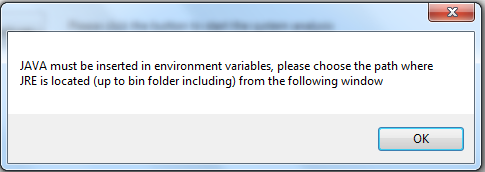 Please click the button to start the system analysis
JAVA must be inserted in environment variables, please choose the path where
JRE is located (up to bin folder including) from the following window
OK